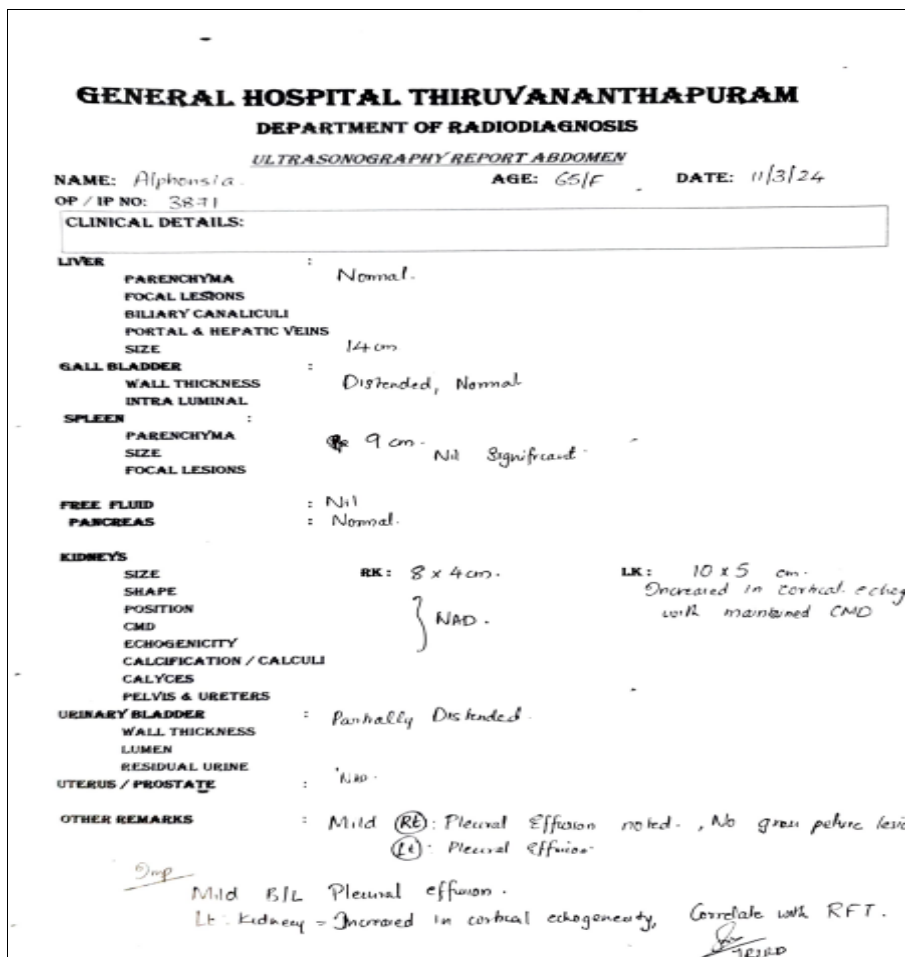 GENERAL HOSPITAL THIRUVANANTHAPURAM
DEPARTMENT OF RADIODIAGNOSIS
ULTRASONOGRAPHY REPORT ABDOMEN
NAME: Alphonsia. AGE: 65/F DATE: 11/3/24
OP / IP NO: 3871
CLINICAL DETAILS:
LIVER :
PARENCHYMA Normal.
FOCAL LESIONS
BILIARY CANALICULI
PORTAL & HEPATIC VEINS
SIZE 14 cm
GALL BLADDER :
WALL THICKNESS Distended, Normal
INTRA LUMINAL
SPLEEN :
PARENCHYMA 9 cm.
SIZE Nil Significant
FOCAL LESIONS
FREE FLUID : Nil
PANCREAS : Normal.
KIDNEYS
SIZE RK: 8 x 4 cm. LK: 10 x 5 cm.
SHAPE Increased in cortical echog
POSITION } NAD. with maintained CMD
CMD
ECHOGENICITY
CALCIFICATION / CALCULI
CALYCES
PELVIS & URETERS
URINARY BLADDER : Partially Distended.
WALL THICKNESS
LUMEN
RESIDUAL URINE
UTERUS / PROSTATE : NAD.
OTHER REMARKS : Mild Rt: Pleural Effusion noted. , No gross pelvic lesi
Lt: Pleural effusion
Imp
Mild B/L Pleural effusion.
Lt: Kidney = Increased in cortical echogeneity, Correlate with RFT.